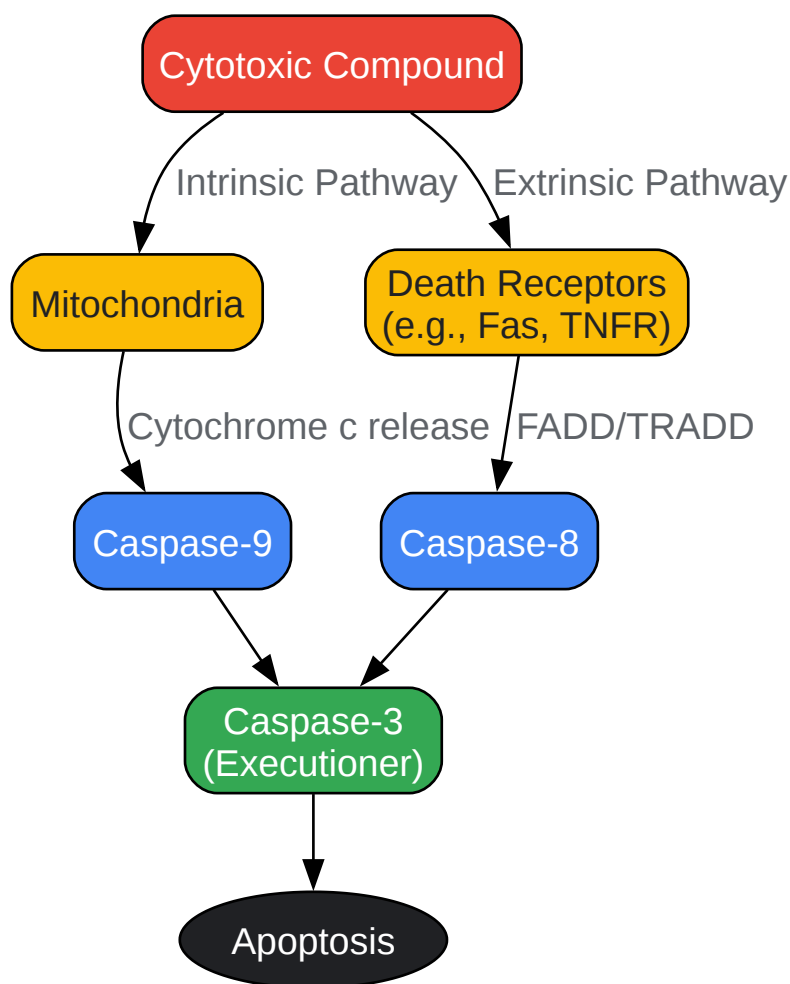 Cytotoxic Compound
Intrinsic Pathway
Extrinsic Pathway
Mitochondria
Death Receptors
(e.g., Fas, TNFR)
Cytochrome c release
FADD/TRADD
Caspase-9
Caspase-8
Caspase-3
(Executioner)
Apoptosis